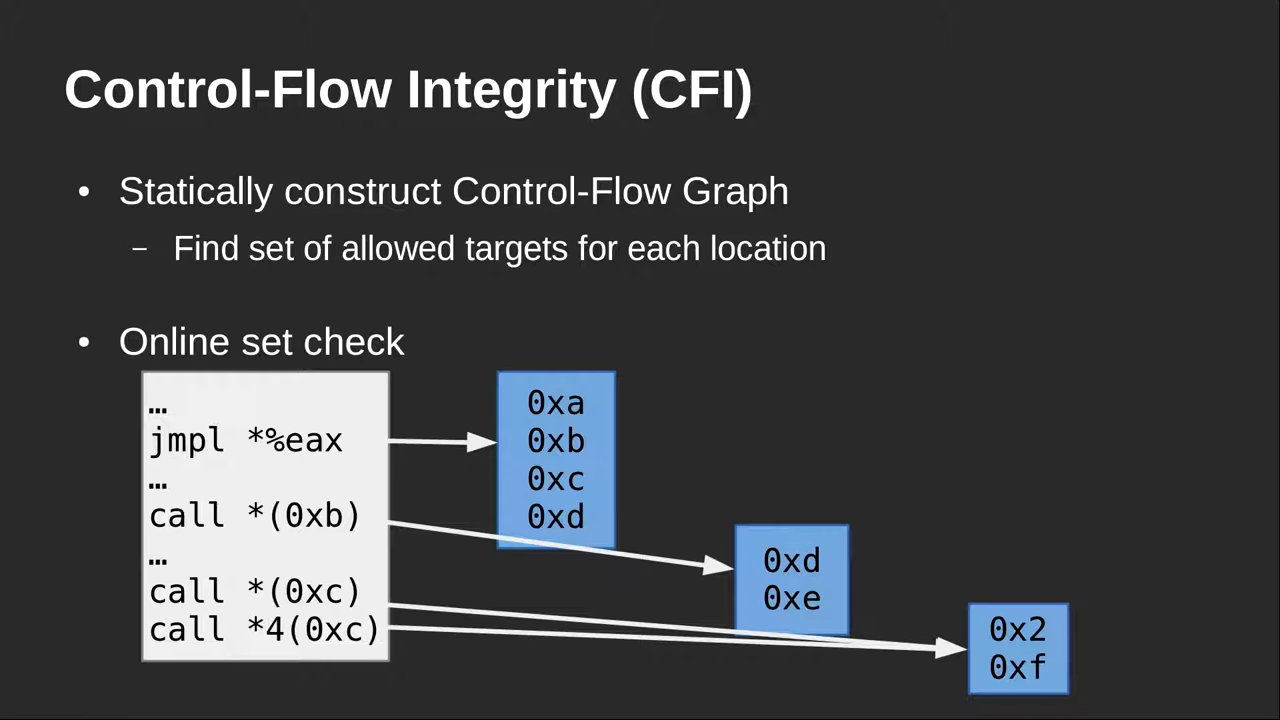 Control-Flow Integrity (CFI)
• Statically construct Control-Flow Graph
– Find set of allowed targets for each location
• Online set check
…
jmpl *%eax
…
call *(0xb)
…
call *(0xc)
call *4(0xc)
0xa
0xb
0xc
0xd
0xd
0xe
0x2
0xf